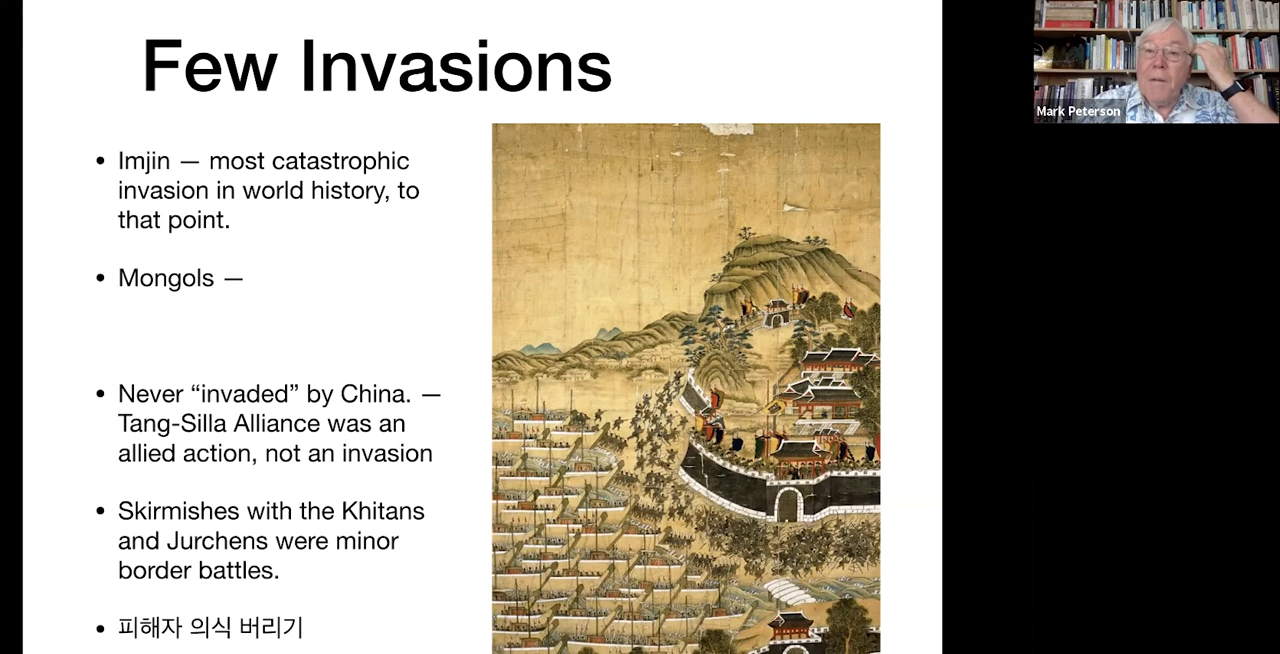 Few Invasions
• Imjin — most catastrophic
invasion in world history, to
that point.
• Mongols —
• Never “invaded” by China. —
Tang-Silla Alliance was an
allied action, not an invasion
• Skirmishes with the Khitans
and Jurchens were minor
border battles.
• 피해자 의식 버리기
Mark Peterson